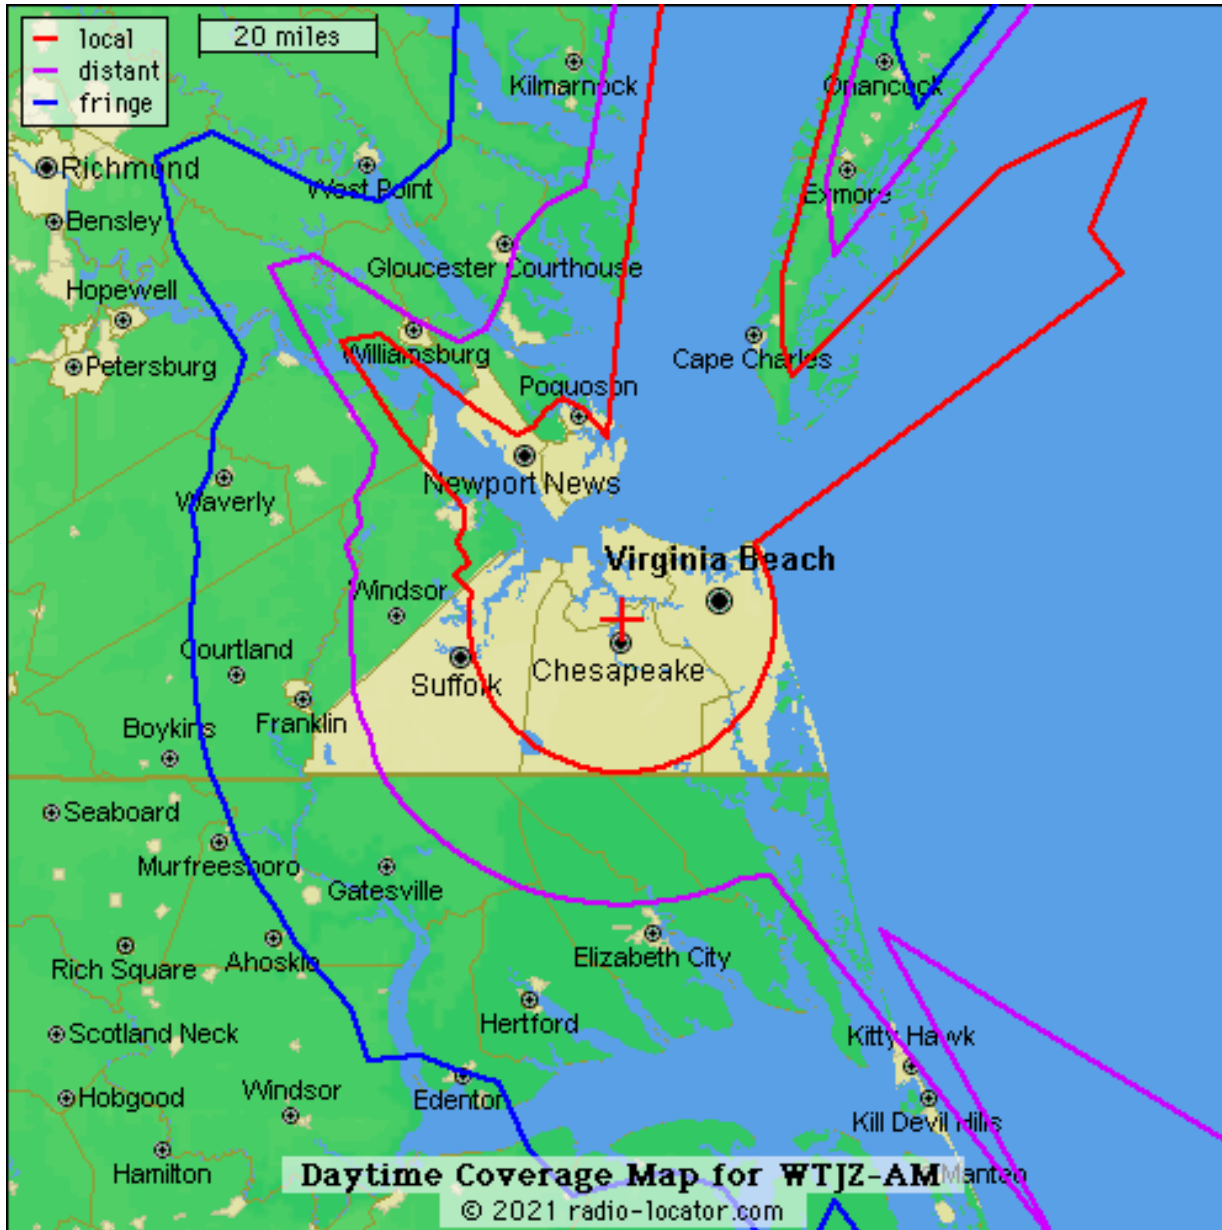 local
20 miles
distant
fringe
Kilmarnock
Onancock
Richmond
West Point
Exmore
Bensley
Gloucester Courthouse
Hopewell
Williamsburg
Cape Charles
Petersburg
Poquoson
Newport News
Waverly
Virginia Beach
Windsor
Courtland
Chesapeake
Suffolk
Franklin
Boykins
Seaboard
Murfreesboro
Gatesville
Elizabeth City
Ahoskie
Rich Square
Hertford
Scotland Neck
Kitty Hawk
Hobgood
Windsor
Edenton
Kill Devil Hills
Hamilton
Daytime Coverage Map for WTJZ-AM
Manteo
© 2021 radio-locator.com